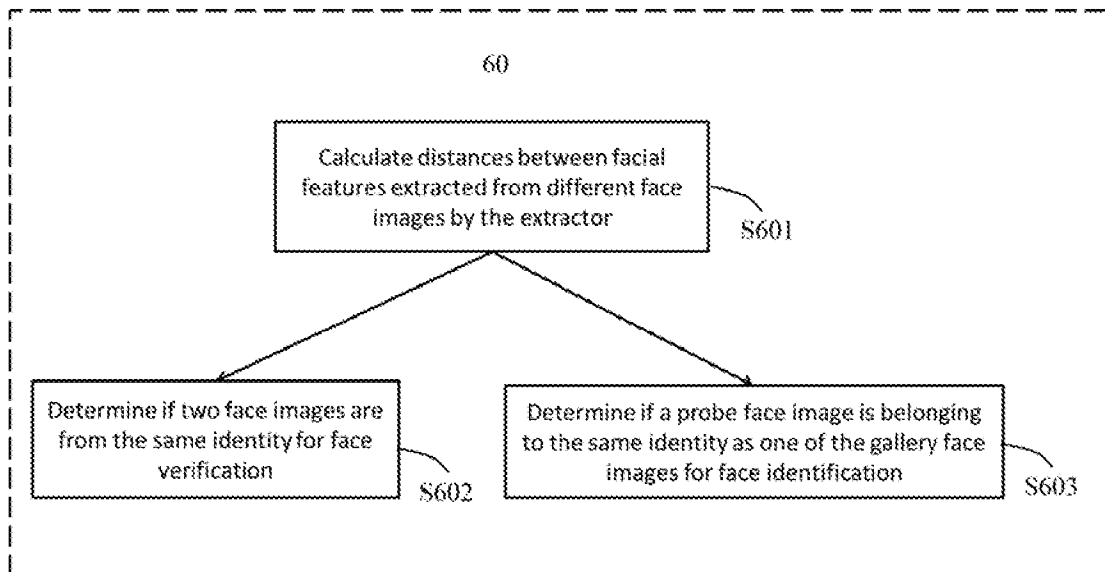 60
Calculate distances between facial
features extracted from different face
images by the extractor
S601
Determine if two face images are
from the same identity for face
verification
S602
Determine if a probe face image is belonging
to the same identity as one of the gallery face
images for face identification
S603